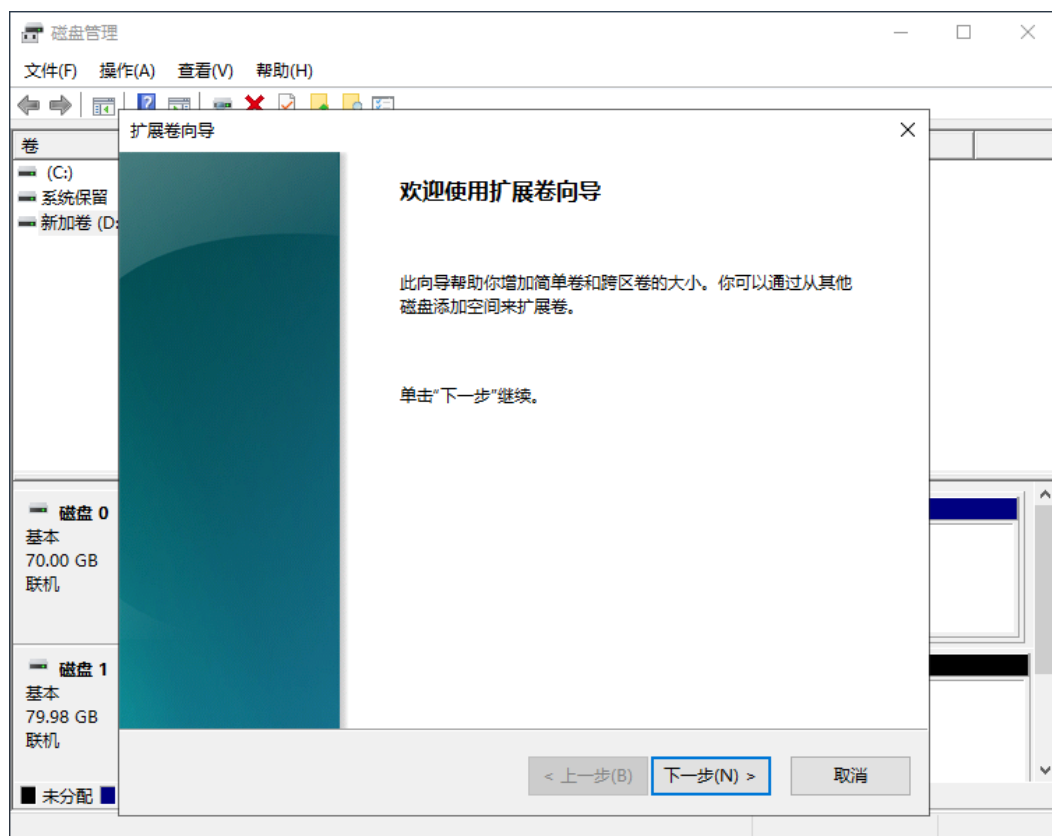 磁盘管理
文件(F) 操作(A) 查看(V) 帮助(H)
扩展卷向导
卷
(C:)
系统保留
新加卷 (D:
欢迎使用扩展卷向导
此向导帮助你增加简单卷和跨区卷的大小。你可以通过从其他
磁盘添加空间来扩展卷。
单击"下一步"继续。
磁盘 0
基本
70.00 GB
联机
磁盘 1
基本
79.98 GB
联机
未分配
< 上一步(B) 下一步(N) > 取消